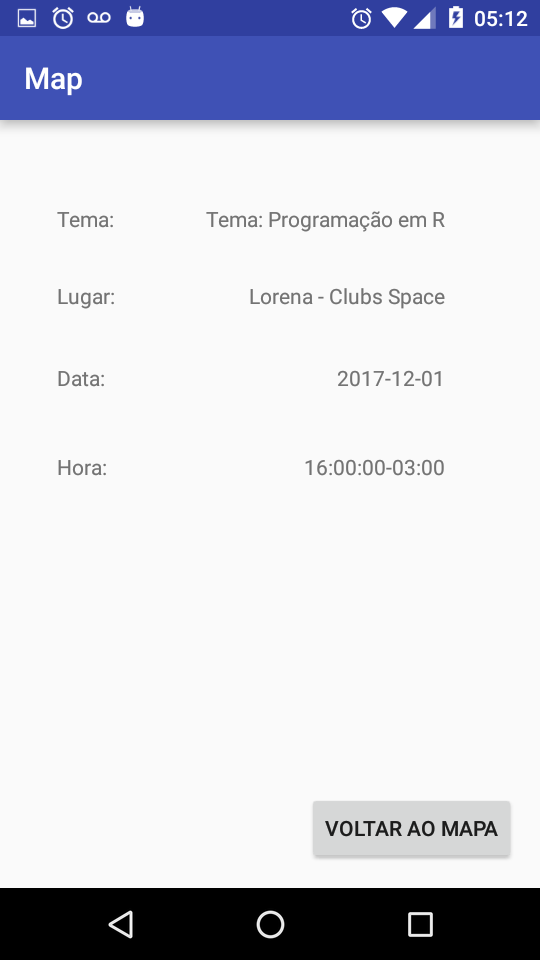 05:12
Map
Tema: Tema: Programação em R
Lugar: Lorena - Clubs Space
Data: 2017-12-01
Hora: 16:00:00-03:00
VOLTAR AO MAPA